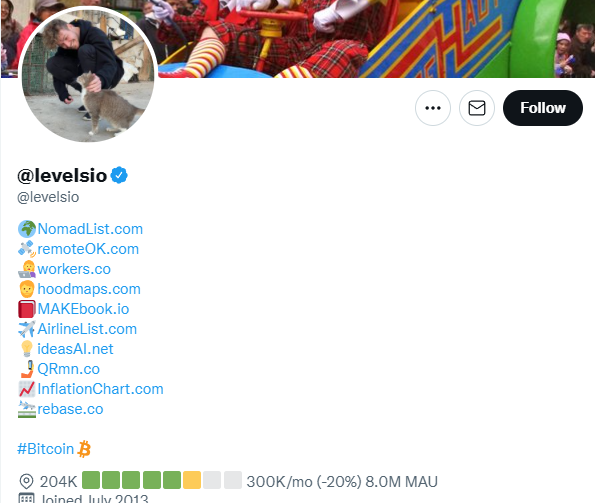 Follow
@levelsio
@levelsio
NomadList.com
remoteOK.com
workers.co
hoodmaps.com
MAKEbook.io
AirlineList.com
ideasAI.net
QRmn.co
InflationChart.com
rebase.co
#Bitcoin
204K 300K/mo (-20%) 8.0M MAU
Joined July 2013